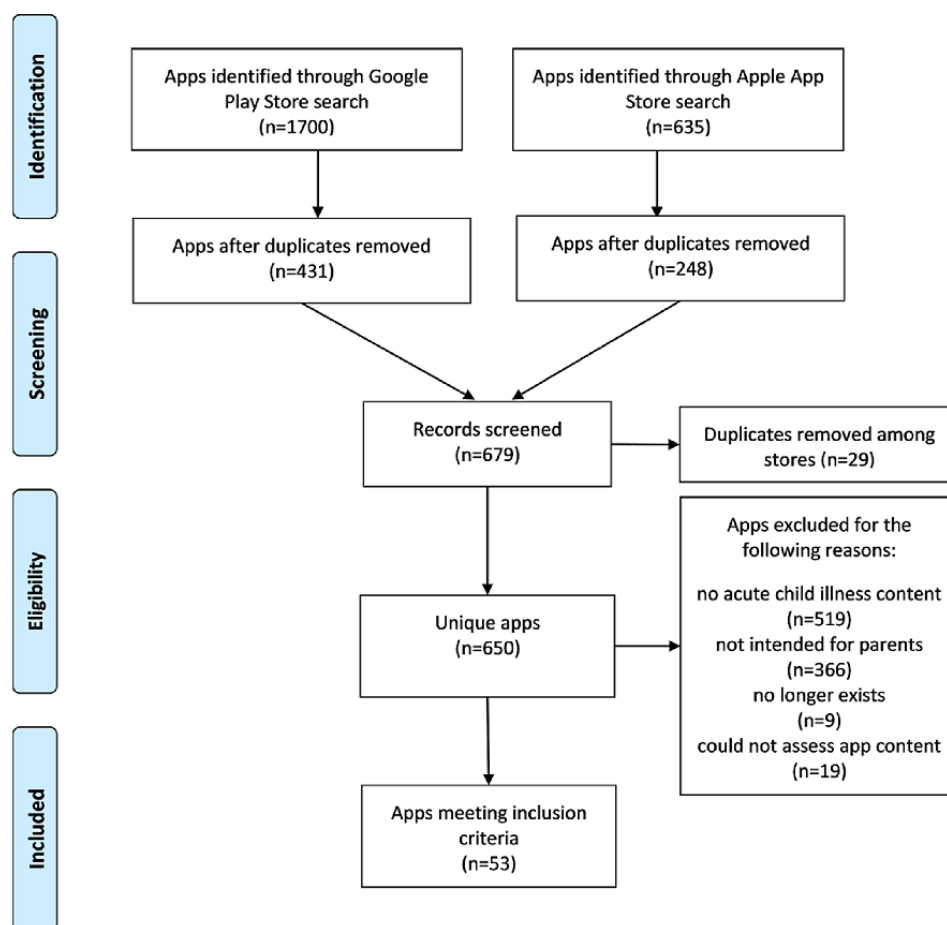 Identification
Apps identified through Google
Play Store search
(n=1700)
Apps identified through Apple App
Store search
(n=635)
Apps after duplicates removed
(n=431)
Apps after duplicates removed
(n=248)
Screening
Records screened
(n=679)
Duplicates removed among
stores (n=29)
Eligibility
Unique apps
(n=650)
Apps excluded for the
following reasons:
no acute child illness content
(n=519)
not intended for parents
(n=366)
no longer exists
(n=9)
could not assess app content
(n=19)
Included
Apps meeting inclusion
criteria
(n=53)